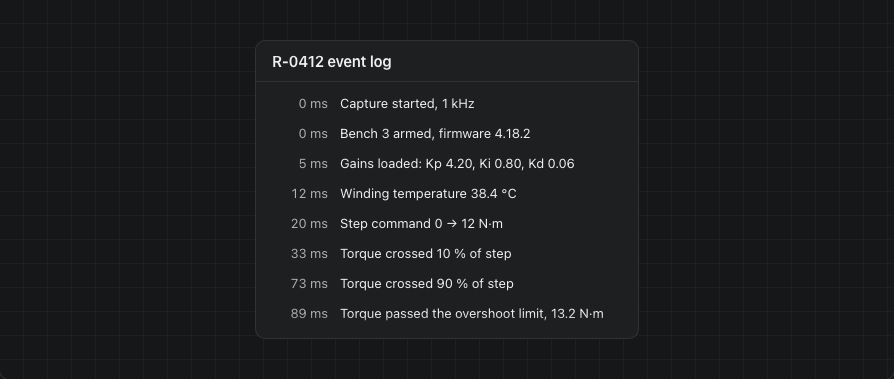 R-0412 event log
0 ms Capture started, 1 kHz
0 ms Bench 3 armed, firmware 4.18.2
5 ms Gains loaded: Kp 4.20, Ki 0.80, Kd 0.06
12 ms Winding temperature 38.4 °C
20 ms Step command 0 → 12 N·m
33 ms Torque crossed 10 % of step
73 ms Torque crossed 90 % of step
89 ms Torque passed the overshoot limit, 13.2 N·m